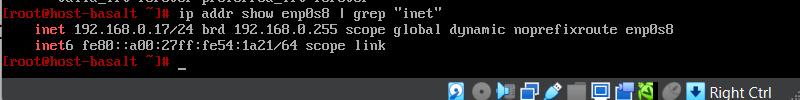 [root@host-basalt ~]# ip addr show enp0s8 | grep "inet"
    inet 192.168.0.17/24 brd 192.168.0.255 scope global dynamic noprefixroute enp0s8
    inet6 fe80::a00:27ff:fe54:1a21/64 scope link
[root@host-basalt ~]# _
Right Ctrl